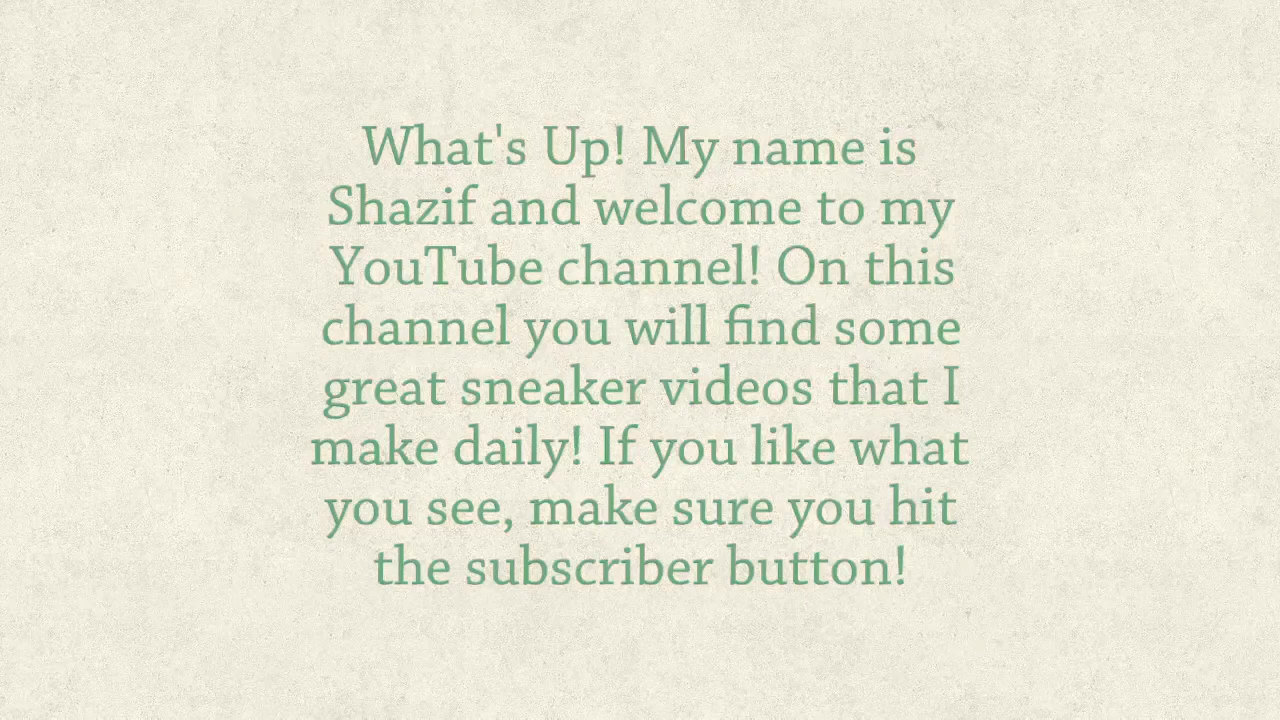 What's Up! My name is
Shazif and welcome to my
YouTube channel! On this
channel you will find some
great sneaker videos that I
make daily! If you like what
you see, make sure you hit
the subscriber button!